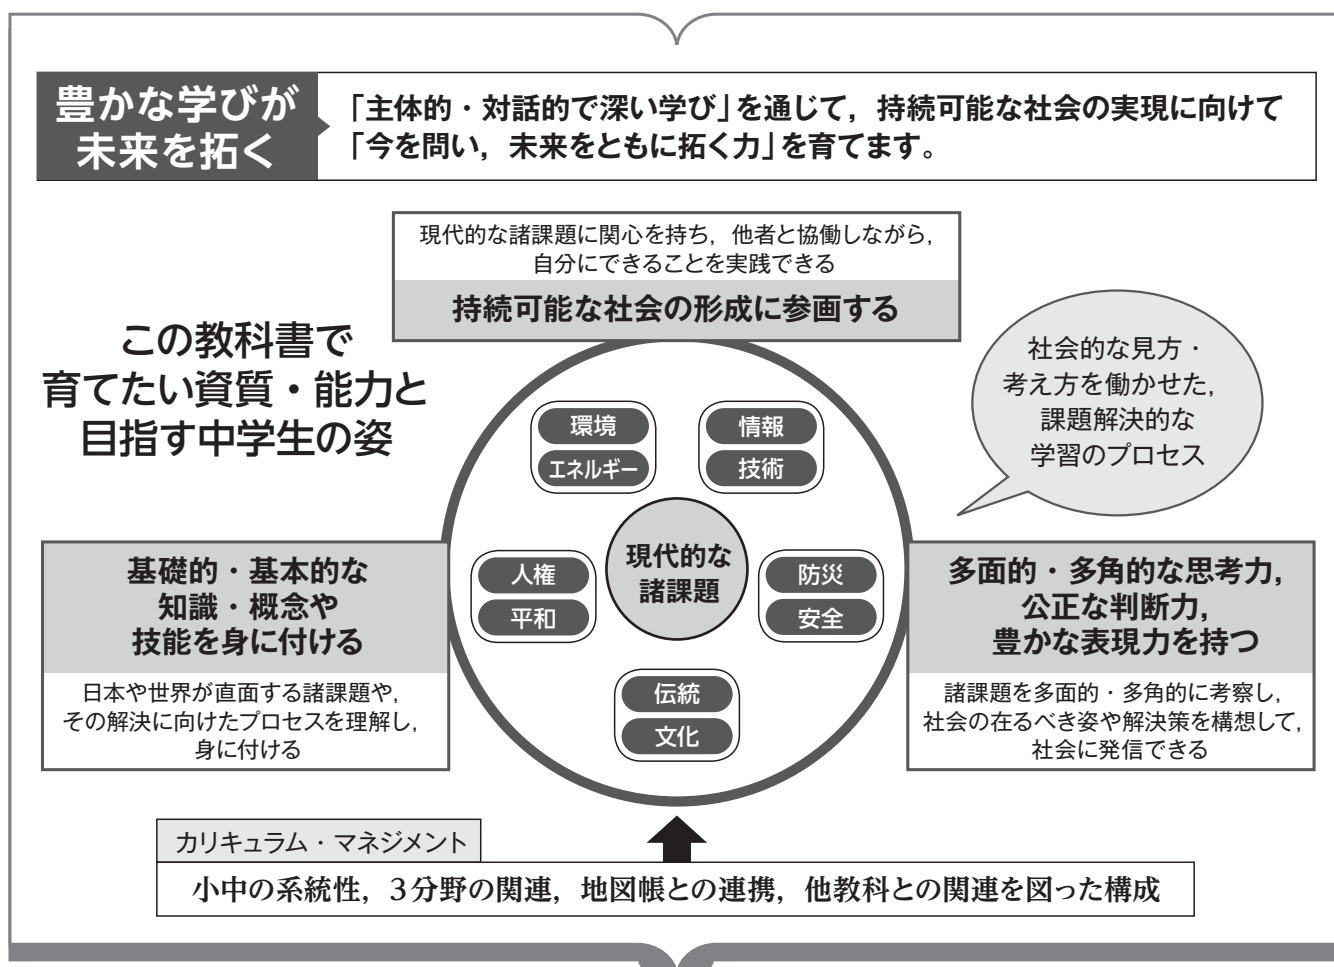 豊かな学びが
未来を拓く
「主体的・対話的で深い学び」を通じて，持続可能な社会の実現に向けて
「今を問い，未来をともに拓く力」を育てます。
現代的な諸課題に関心を持ち，他者と協働しながら，
自分にできることを実践できる
持続可能な社会の形成に参画する
この教科書で
育てたい資質・能力と
目指す中学生の姿
社会的な見方・
考え方を働かせた，
課題解決的な
学習のプロセス
環境
エネルギー
情報
技術
現代的な
諸課題
人権
平和
防災
安全
伝統
文化
基礎的・基本的な
知識・概念や
技能を身に付ける
日本や世界が直面する諸課題や，
その解決に向けたプロセスを理解し，
身に付ける
多面的・多角的な思考力，
公正な判断力，
豊かな表現力を持つ
諸課題を多面的・多角的に考察し，
社会の在るべき姿や解決策を構想して，
社会に発信できる
カリキュラム・マネジメント
小中の系統性，3分野の関連，地図帳との連携，他教科との関連を図った構成